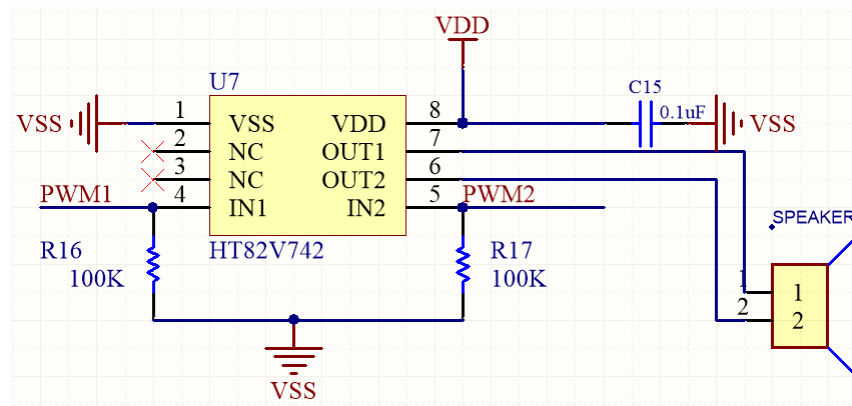 VDD
U7
C15
0.1uF
VSS
1
VSS
VDD
8
VSS
2
NC
OUT1
7
3
NC
OUT2
6
PWM1
4
IN1
IN2
5
PWM2
SPEAKER
R16
100K
HT82V742
R17
100K
1
1
2
2
VSS